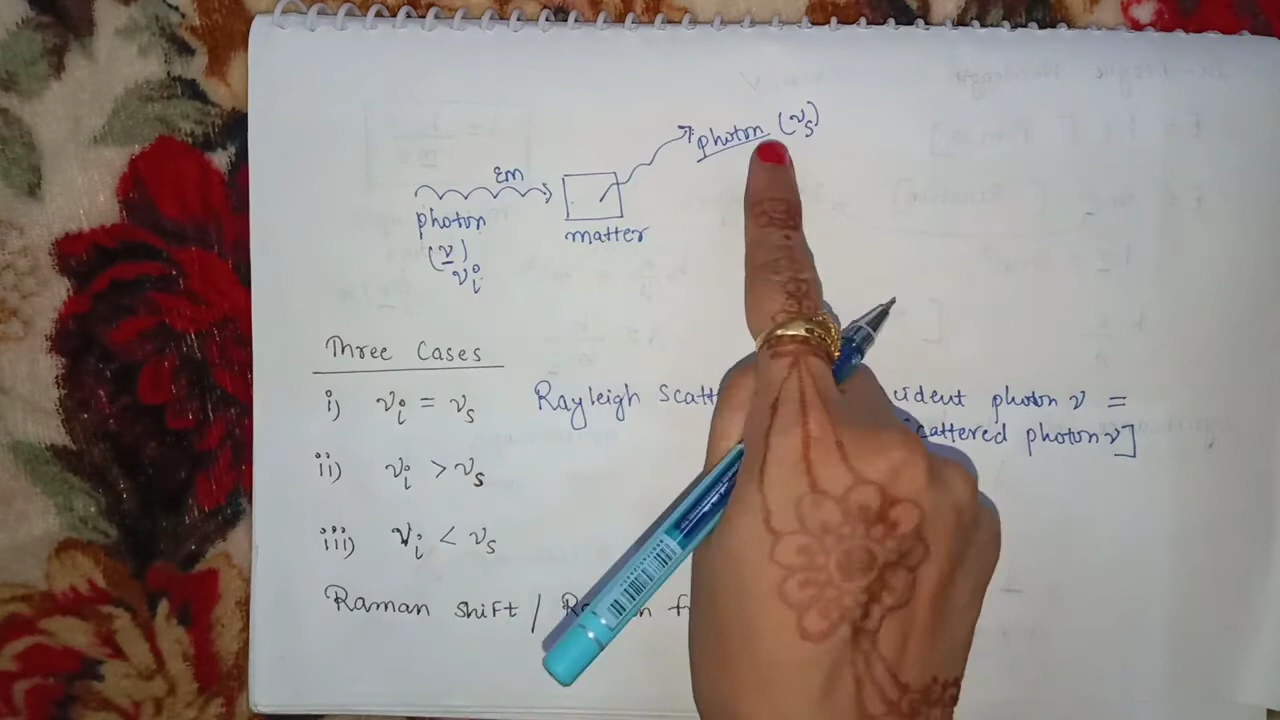 photon (νs)
Em
photon
matter
(ν)
νi
Three Cases
i) νi = νs Rayleigh Scatt ident photon ν =
cattered photon ν]
ii) νi > νs
iii) νi < νs
Raman Shift /